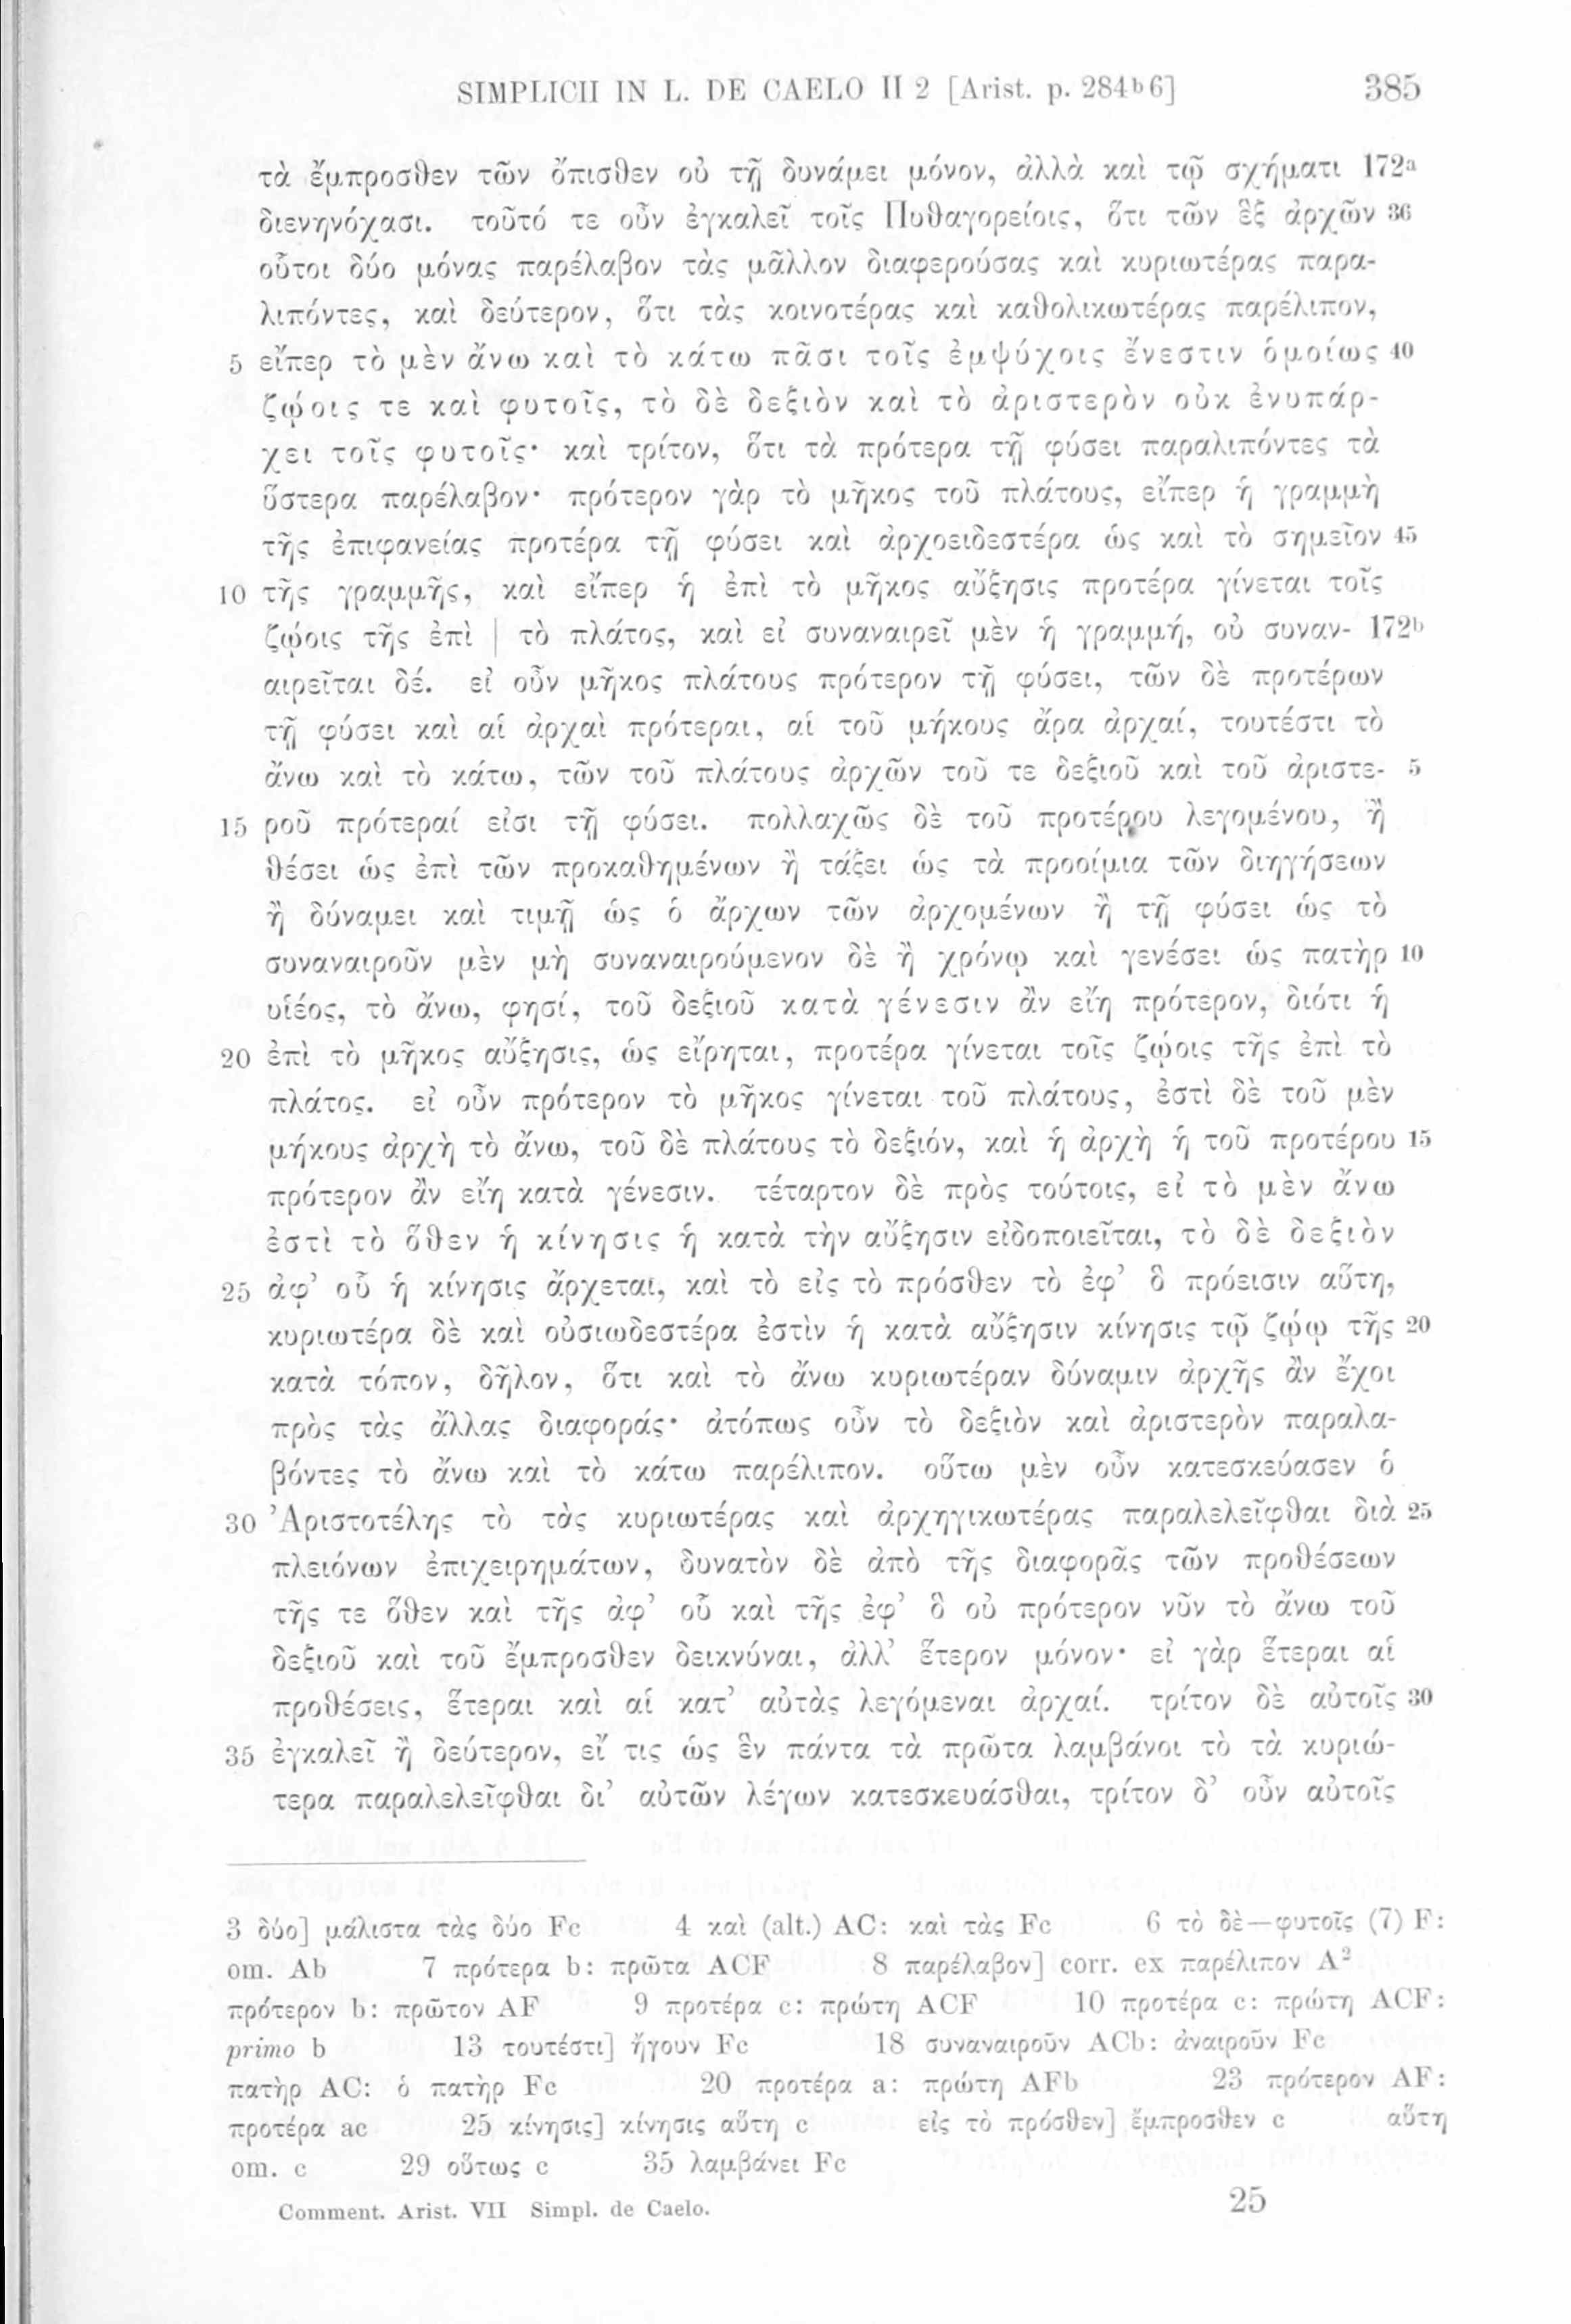 SIMPLICII IN L. DE CAELO II 2 [Arist. p. 284ᵇ6] 385
τὰ ἔμπροσθεν τῶν ὄπισθεν οὐ τῇ δυνάμει μόνον, ἀλλὰ καὶ τῷ σχήματι 172ᵃ
διενηνόχασι. τοῦτό τε οὖν ἐγκαλεῖ τοῖς Πυθαγορείοις, ὅτι τῶν ἓξ ἀρχῶν 36
οὗτοι δύο μόνας παρέλαβον τὰς μᾶλλον διαφερούσας καὶ κυριωτέρας παρα-
λιπόντες, καὶ δεύτερον, ὅτι τὰς κοινοτέρας καὶ καθολικωτέρας παρέλιπον,
5 εἴπερ τὸ μὲν ἄνω καὶ τὸ κάτω πᾶσι τοῖς ἐμψύχοις ἔνεστιν ὁμοίως 40
ζῴοις τε καὶ φυτοῖς, τὸ δὲ δεξιὸν καὶ τὸ ἀριστερὸν οὐκ ἐνυπάρ-
χει τοῖς φυτοῖς· καὶ τρίτον, ὅτι τὰ πρότερα τῇ φύσει παραλιπόντες τὰ
ὕστερα παρέλαβον· πρότερον γὰρ τὸ μῆκος τοῦ πλάτους, εἴπερ ἡ γραμμὴ
τῆς ἐπιφανείας προτέρα τῇ φύσει καὶ ἀρχοειδεστέρα ὡς καὶ τὸ σημεῖον 45
10 τῆς γραμμῆς, καὶ εἴπερ ἡ ἐπὶ τὸ μῆκος αὔξησις προτέρα γίνεται τοῖς
ζῴοις τῆς ἐπὶ | τὸ πλάτος, καὶ εἰ συναναιρεῖ μὲν ἡ γραμμή, οὐ συναν- 172ᵇ
αιρεῖται δέ. εἰ οὖν μῆκος πλάτους πρότερον τῇ φύσει, τῶν δὲ προτέρων
τῇ φύσει καὶ αἱ ἀρχαὶ πρότεραι, αἱ τοῦ μήκους ἄρα ἀρχαί, τουτέστι τὸ
ἄνω καὶ τὸ κάτω, τῶν τοῦ πλάτους ἀρχῶν τοῦ τε δεξιοῦ καὶ τοῦ ἀριστε- 5
15 ροῦ πρότεραί εἰσι τῇ φύσει. πολλαχῶς δὲ τοῦ προτέρου λεγομένου, ἢ
θέσει ὡς ἐπὶ τῶν προκαθημένων ἢ τάξει ὡς τὰ προοίμια τῶν διηγήσεων
ἢ δύναμει καὶ τιμῇ ὡς ὁ ἄρχων τῶν ἀρχομένων ἢ τῇ φύσει ὡς τὸ
συναναιροῦν μὲν μὴ συναναιρούμενον δὲ ἢ χρόνῳ καὶ γενέσει ὡς πατὴρ 10
υἱέος, τὸ ἄνω, φησί, τοῦ δεξιοῦ κατὰ γένεσιν ἂν εἴη πρότερον, διότι ἡ
20 ἐπὶ τὸ μῆκος αὔξησις, ὡς εἴρηται, προτέρα γίνεται τοῖς ζῴοις τῆς ἐπὶ τὸ
πλάτος. εἰ οὖν πρότερον τὸ μῆκος γίνεται τοῦ πλάτους, ἐστὶ δὲ τοῦ μὲν
μήκους ἀρχὴ τὸ ἄνω, τοῦ δὲ πλάτους τὸ δεξιόν, καὶ ἡ ἀρχὴ ἡ τοῦ προτέρου 15
πρότερον ἂν εἴη κατὰ γένεσιν. τέταρτον δὲ πρὸς τούτοις, εἰ τὸ μὲν ἄνω
ἐστὶ τὸ ὅθεν ἡ κίνησις ἡ κατὰ τὴν αὔξησιν εἰδοποιεῖται, τὸ δὲ δεξιὸν
25 ἀφ’ οὗ ἡ κίνησις ἄρχεται, καὶ τὸ εἰς τὸ πρόσθεν τὸ ἐφ’ ὃ πρόεισιν αὕτη,
κυριωτέρα δὲ καὶ οὐσιωδεστέρα ἐστὶν ἡ κατὰ αὔξησιν κίνησις τῷ ζῴῳ τῆς 20
κατὰ τόπον, δῆλον, ὅτι καὶ τὸ ἄνω κυριωτέραν δύναμιν ἀρχῆς ἂν ἔχοι
πρὸς τὰς ἄλλας διαφοράς· ἀτόπως οὖν τὸ δεξιὸν καὶ ἀριστερὸν παραλα-
βόντες τὸ ἄνω καὶ τὸ κάτω παρέλιπον. οὕτω μὲν οὖν κατεσκεύασεν ὁ
30 Ἀριστοτέλης τὸ τὰς κυριωτέρας καὶ ἀρχηγικωτέρας παραλελεῖφθαι διὰ 25
πλειόνων ἐπιχειρημάτων, δυνατὸν δὲ ἀπὸ τῆς διαφορᾶς τῶν προθέσεων
τῆς τε ὅθεν καὶ τῆς ἀφ’ οὗ καὶ τῆς ἐφ’ ὃ οὐ πρότερον νῦν τὸ ἄνω τοῦ
δεξιοῦ καὶ τοῦ ἔμπροσθεν δεικνύναι, ἀλλ’ ἕτερον μόνον· εἰ γὰρ ἕτεραι αἱ
προθέσεις, ἕτεραι καὶ αἱ κατ’ αὐτὰς λεγόμεναι ἀρχαί. τρίτον δὲ αὐτοῖς 30
35 ἐγκαλεῖ ἢ δεύτερον, εἴ τις ὡς ἓν πάντα τὰ πρῶτα λαμβάνοι τὸ τὰ κυριώ-
τερα παραλελεῖφθαι δι’ αὐτῶν λέγων κατεσκευάσθαι, τρίτον δ’ οὖν αὐτοῖς
3 δύο] μάλιστα τὰς δύο Fc 4 καὶ (alt.) AC: καὶ τὰς Fc 6 τὸ δὲ—φυτοῖς (7) F:
om. Ab 7 πρότερα b: πρῶτα ACF 8 παρέλαβον] corr. ex παρέλιπον A²
πρότερον b: πρῶτον AF 9 προτέρα c: πρώτη ACF 10 προτέρα c: πρώτη ACF:
primo b 13 τουτέστι] ἤγουν Fc 18 συναναιροῦν ACb: ἀναιροῦν Fc
πατὴρ AC: ὁ πατὴρ Fc 20 προτέρα a: πρώτη AFb 23 πρότερον AF:
προτέρα ac 25 κίνησις] κίνησις αὕτη c εἰς τὸ πρόσθεν] ἔμπροσθεν c αὕτη
om. c 29 οὕτως c 35 λαμβάνει Fc
Comment. Arist. VII Simpl. de Caelo. 25